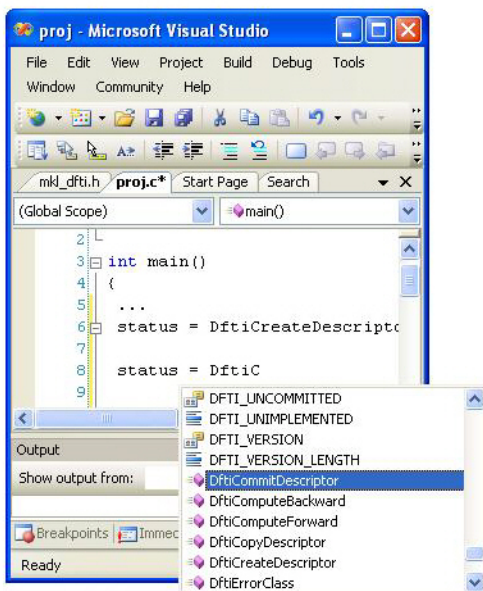 proj - Microsoft Visual Studio
File Edit View Project Build Debug Tools
Window Community Help
mkl_dfti.h proj.c* Start Page Search
(Global Scope) main()
2
3 int main()
4 {
5 ...
6 status = DftiCreateDescripto
7
8 status = DftiC
9
DFTI_UNCOMMITTED
DFTI_UNIMPLEMENTED
DFTI_VERSION
DFTI_VERSION_LENGTH
DftiCommitDescriptor
DftiComputeBackward
DftiComputeForward
DftiCopyDescriptor
DftiCreateDescriptor
DftiErrorClass
Output
Show output from:
Breakpoints Immec
Ready